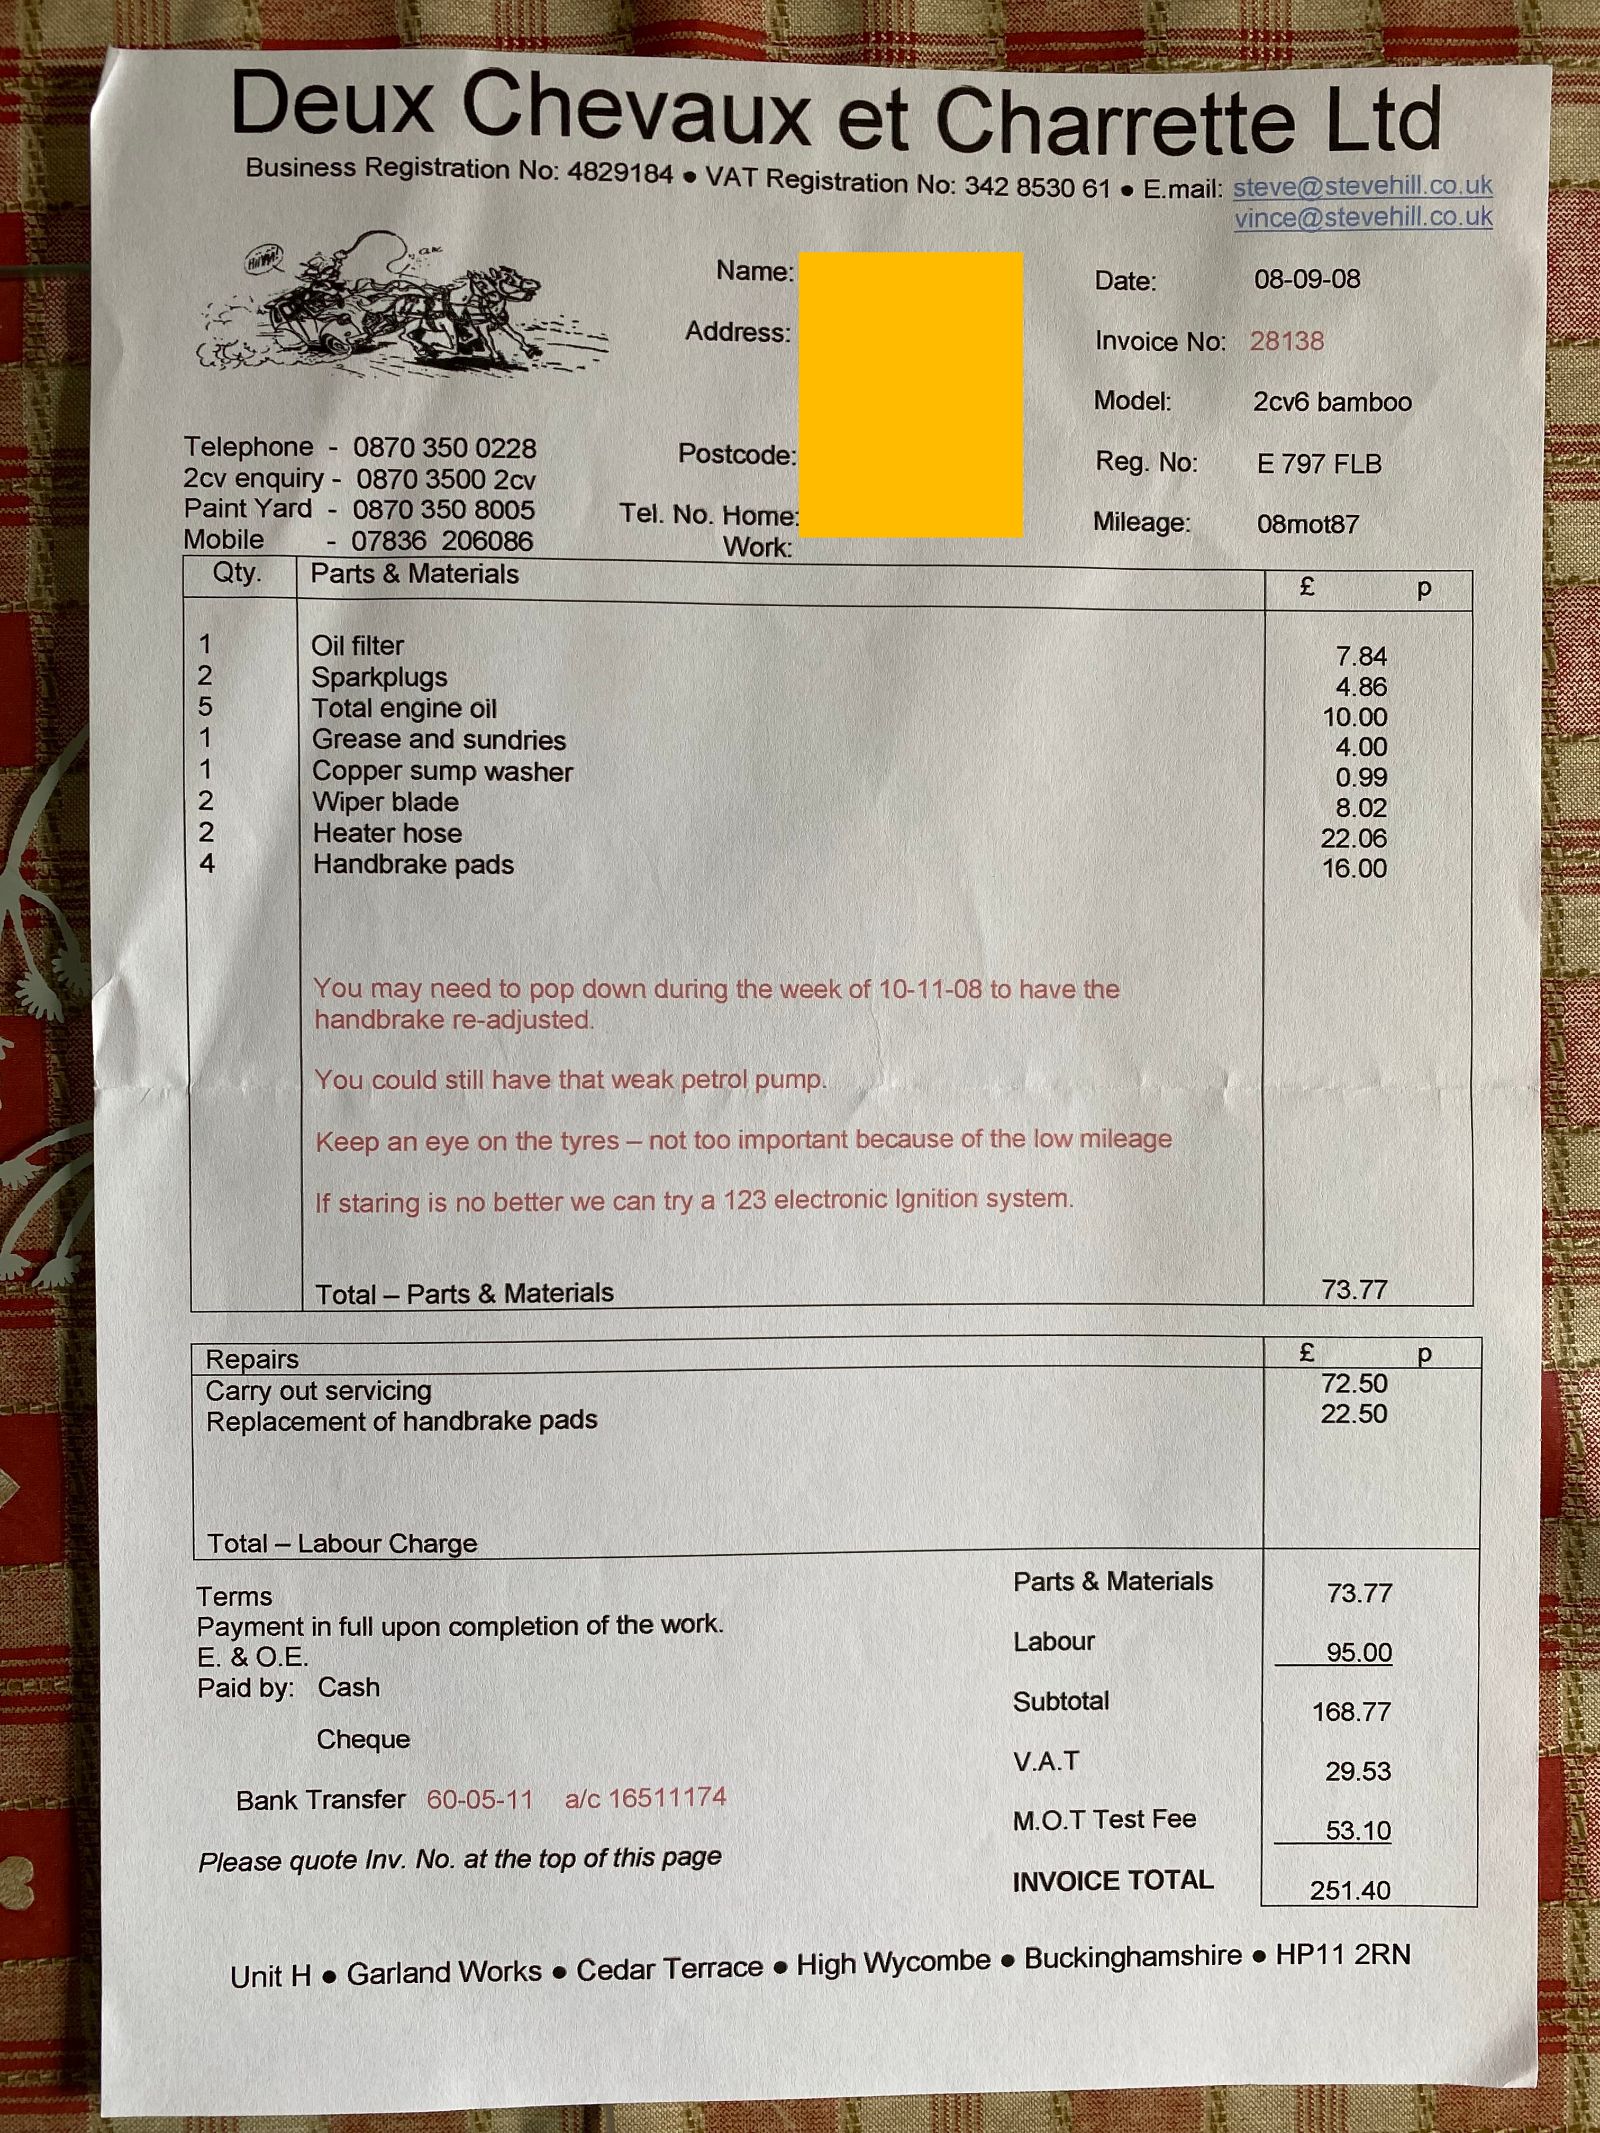 Deux Chevaux et Charrette Ltd
Business Registration No: 4829184 ● VAT Registration No: 342 8530 61 ● E.mail: steve@stevehill.co.uk
vince@stevehill.co.uk
Name:
Address:
Postcode:
Tel. No. Home:
Work:
Date: 08-09-08
Invoice No: 28138
Model: 2cv6 bamboo
Reg. No: E 797 FLB
Mileage: 08mot87
Telephone - 0870 350 0228
2cv enquiry - 0870 3500 2cv
Paint Yard - 0870 350 8005
Mobile - 07836 206086
Qty. Parts & Materials £ p
1 Oil filter 7.84
2 Sparkplugs 4.86
5 Total engine oil 10.00
1 Grease and sundries 4.00
1 Copper sump washer 0.99
2 Wiper blade 8.02
2 Heater hose 22.06
4 Handbrake pads 16.00
You may need to pop down during the week of 10-11-08 to have the
handbrake re-adjusted.
You could still have that weak petrol pump.
Keep an eye on the tyres – not too important because of the low mileage
If staring is no better we can try a 123 electronic Ignition system.
Total – Parts & Materials 73.77
Repairs £ p
Carry out servicing 72.50
Replacement of handbrake pads 22.50
Total – Labour Charge
Terms
Payment in full upon completion of the work.
E. & O.E.
Paid by: Cash
Cheque
Bank Transfer 60-05-11 a/c 16511174
Please quote Inv. No. at the top of this page
Parts & Materials 73.77
Labour 95.00
Subtotal 168.77
V.A.T 29.53
M.O.T Test Fee 53.10
INVOICE TOTAL 251.40
Unit H ● Garland Works ● Cedar Terrace ● High Wycombe ● Buckinghamshire ● HP11 2RN